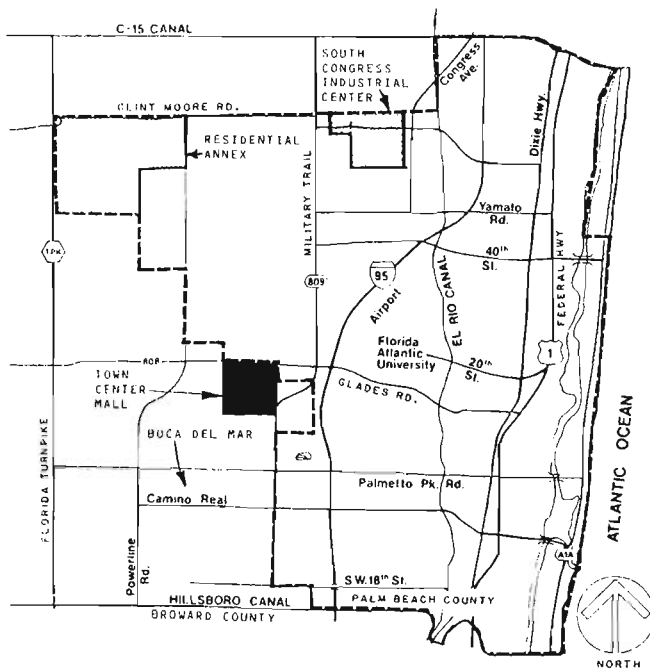 C-15 CANAL
SOUTH
CONGRESS
INDUSTRIAL
CENTER
Congress
Ave.
Dixie Hwy.
CLINT MOORE RD.
RESIDENTIAL
ANNEX
MILITARY TRAIL
Yamato
Rd.
40th
St.
TPK
809
95
Airport
EL RIO CANAL
FEDERAL HWY
1
Florida
Atlantic
University
20th
St.
808
GLADES RD.
TOWN
CENTER
MALL
BOCA DEL MAR
FLORIDA TURNPIKE
ATLANTIC OCEAN
Palmetto Pk. Rd.
Camino Real
A1A
Powerline
Rd.
S.W. 18th St.
HILLSBORO CANAL
PALM BEACH COUNTY
BROWARD COUNTY
NORTH